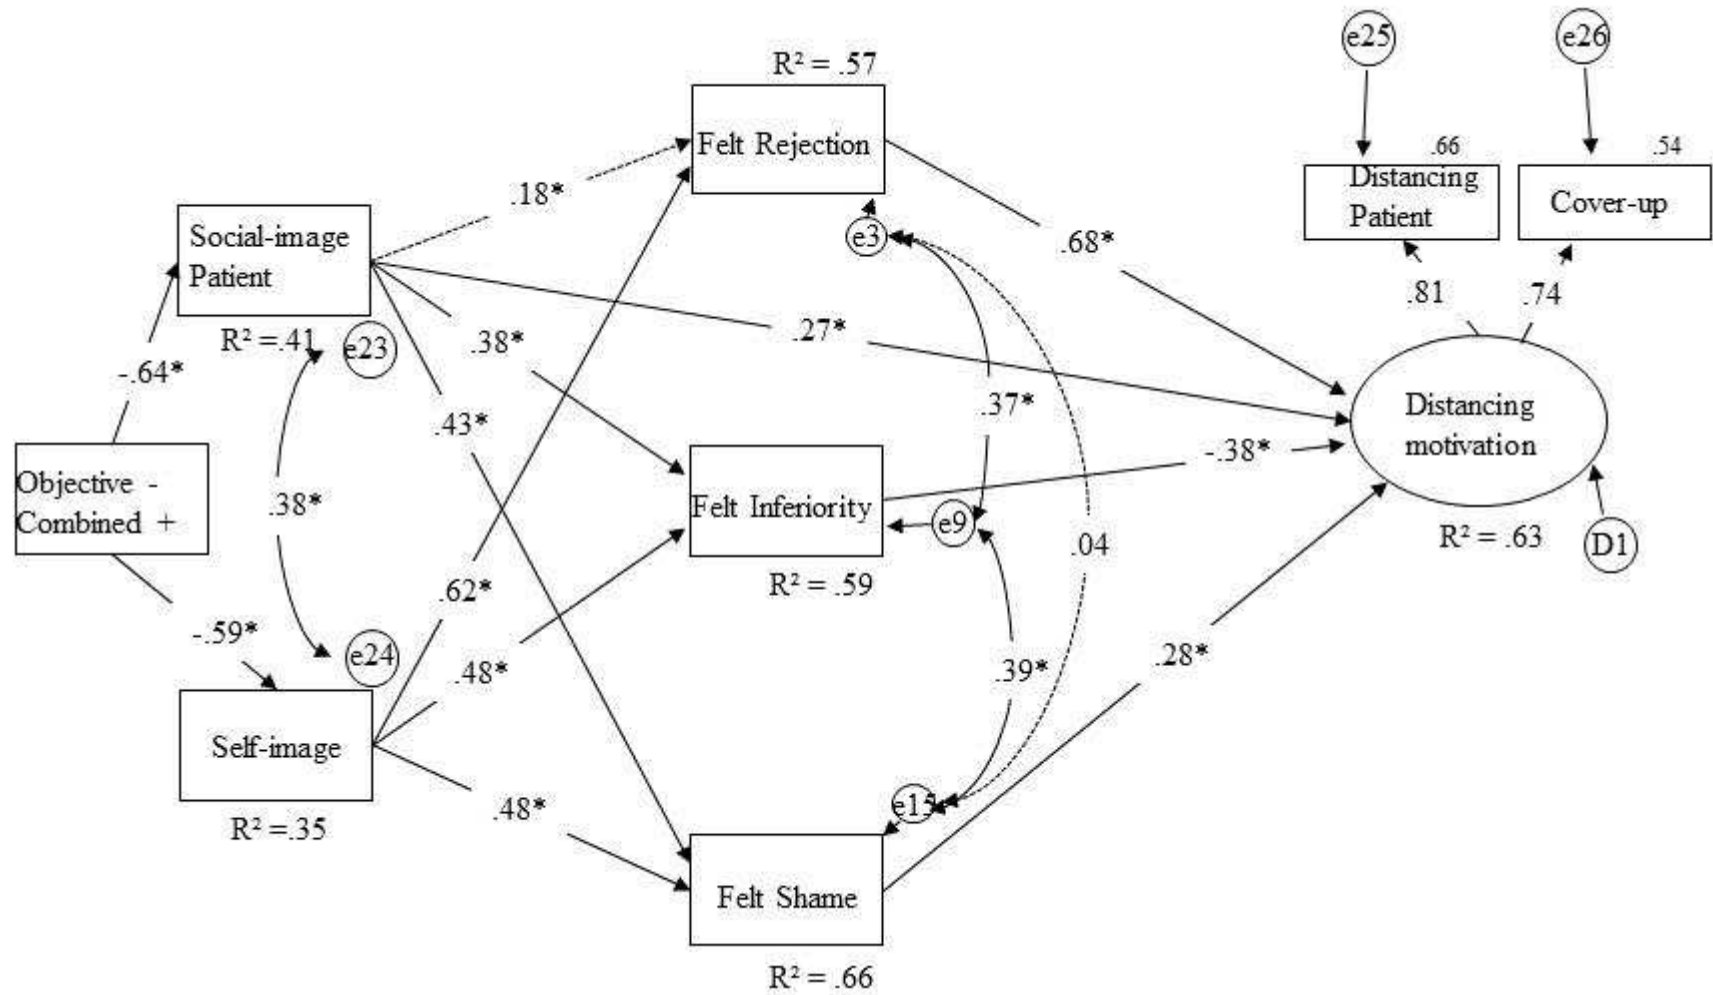 e25
e26
R² = .57
Felt Rejection
.66
.54
Distancing
Patient
Cover-up
.18*
Social-image
Patient
e3
.68*
.81
.74
R² =.41
e23
.38*
.27*
-.64*
.37*
Distancing
motivation
.43*
-.38*
Objective -
Combined +
.38*
Felt Inferiority
e9
.04
R² = .63
D1
R² = .59
.62*
-.59*
e24
.48*
.39*
.28*
Self-image
.48*
e15
R² =.35
Felt Shame
R² = .66